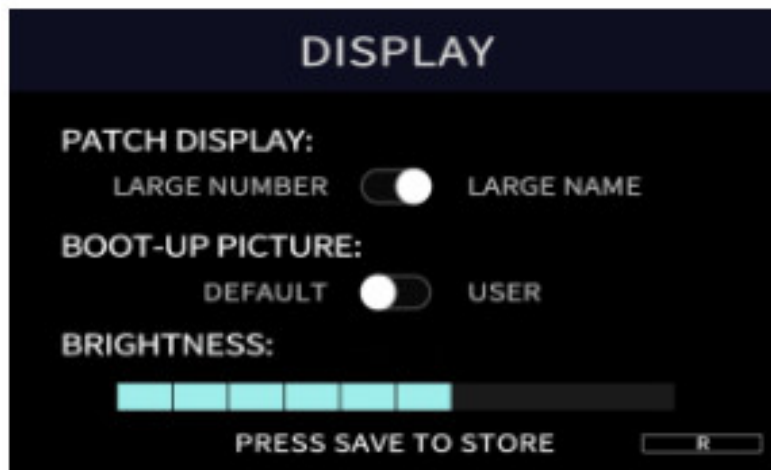 DISPLAY
PATCH DISPLAY:
LARGE NUMBER LARGE NAME
BOOT-UP PICTURE:
DEFAULT USER
BRIGHTNESS:
PRESS SAVE TO STORE R